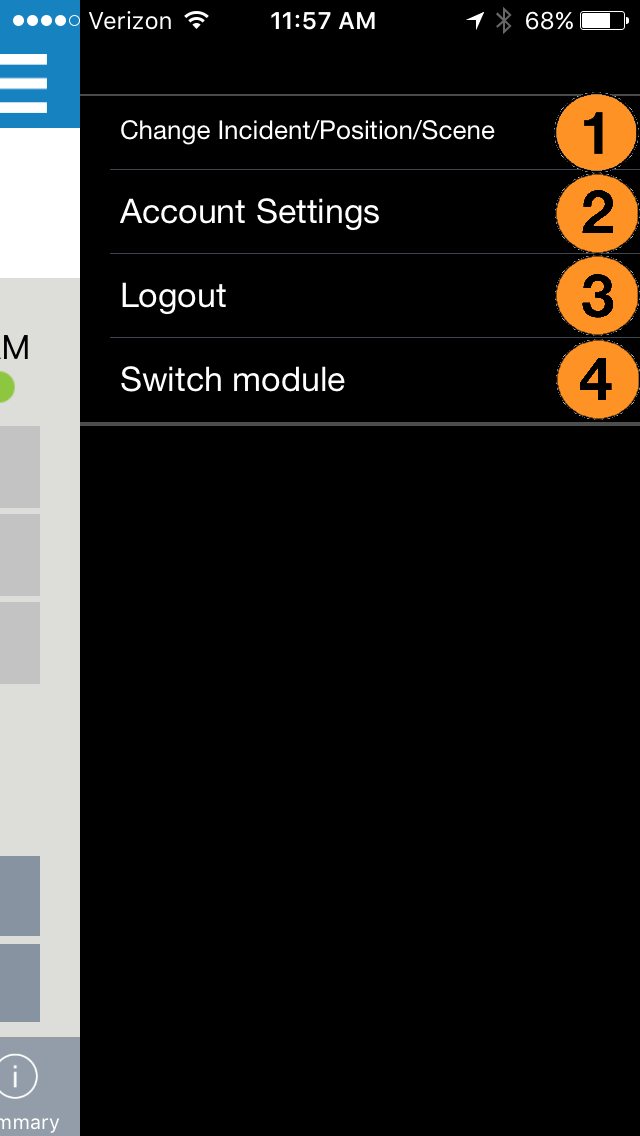 Verizon 11:57 AM 68%
Change Incident/Position/Scene 1
Account Settings 2
Logout 3
Switch module 4
M
i
mmary